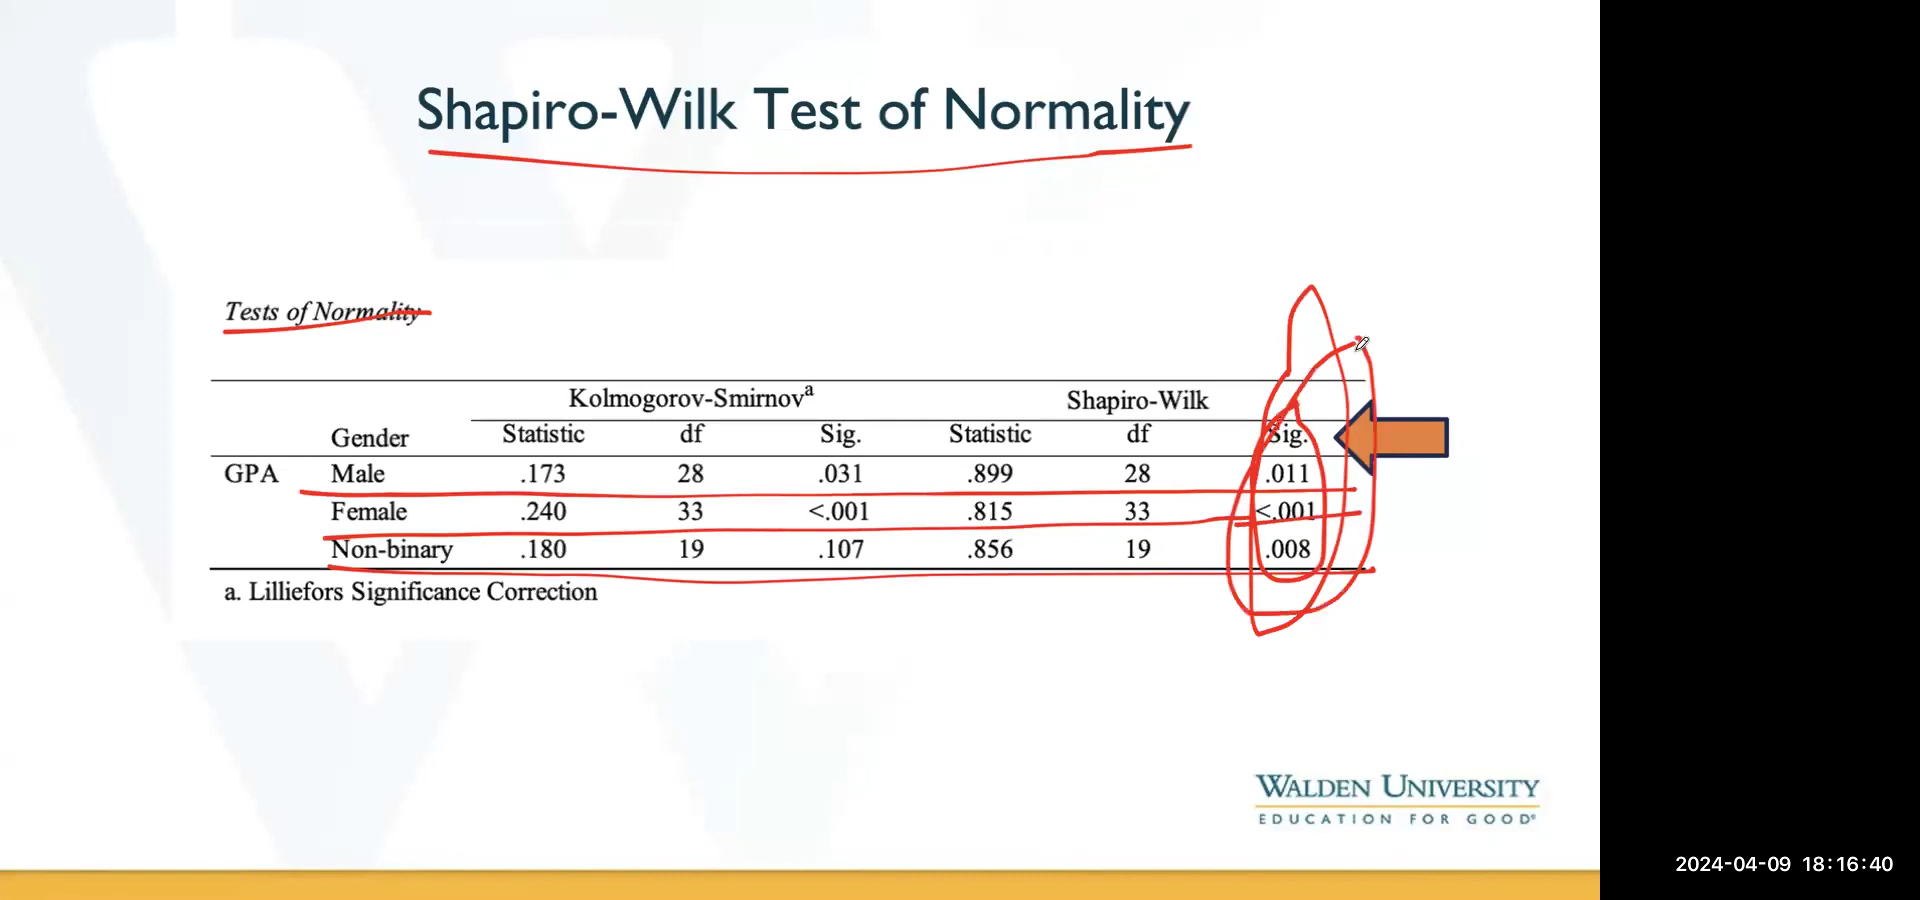 Shapiro-Wilk Test of Normality
Tests of Normality
Kolmogorov-Smirnovᵃ Shapiro-Wilk
Gender Statistic df Sig. Statistic df Sig.
GPA Male .173 28 .031 .899 28 .011
Female .240 33 <.001 .815 33 <.001
Non-binary .180 19 .107 .856 19 .008
a. Lilliefors Significance Correction
WALDEN UNIVERSITY
EDUCATION FOR GOOD®
2024-04-09 18:16:40